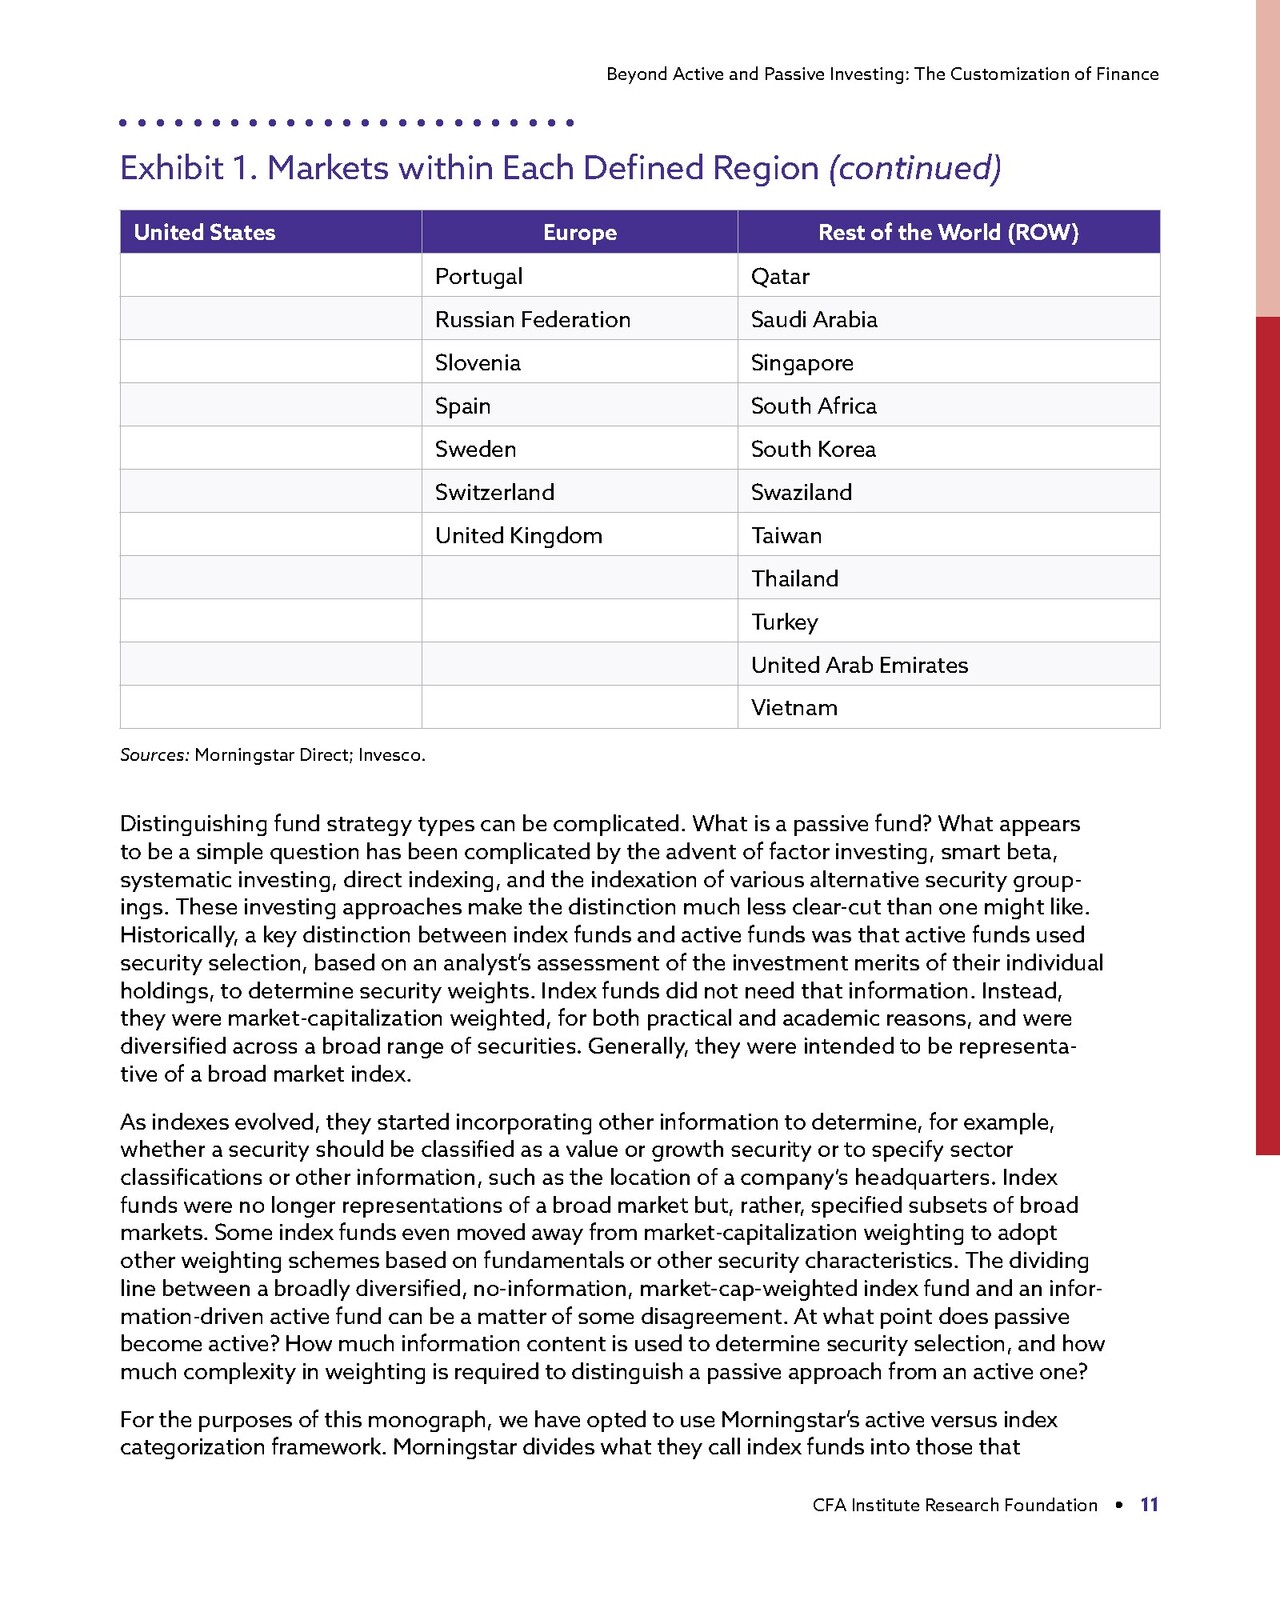 Beyond Active and Passive Investing: The Customization of Finance
Exhibit 1. Markets within Each Defined Region (continued)
United States Europe Rest of the World (ROW)
Portugal Qatar
Russian Federation Saudi Arabia
Slovenia Singapore
Spain South Africa
Sweden South Korea
Switzerland Swaziland
United Kingdom Taiwan
Thailand
Turkey
United Arab Emirates
Vietnam
Sources: Morningstar Direct; Invesco.
Distinguishing fund strategy types can be complicated. What is a passive fund? What appears
to be a simple question has been complicated by the advent of factor investing, smart beta,
systematic investing, direct indexing, and the indexation of various alternative security group-
ings. These investing approaches make the distinction much less clear-cut than one might like.
Historically, a key distinction between index funds and active funds was that active funds used
security selection, based on an analyst’s assessment of the investment merits of their individual
holdings, to determine security weights. Index funds did not need that information. Instead,
they were market-capitalization weighted, for both practical and academic reasons, and were
diversified across a broad range of securities. Generally, they were intended to be representa-
tive of a broad market index.
As indexes evolved, they started incorporating other information to determine, for example,
whether a security should be classified as a value or growth security or to specify sector
classifications or other information, such as the location of a company’s headquarters. Index
funds were no longer representations of a broad market but, rather, specified subsets of broad
markets. Some index funds even moved away from market-capitalization weighting to adopt
other weighting schemes based on fundamentals or other security characteristics. The dividing
line between a broadly diversified, no-information, market-cap-weighted index fund and an infor-
mation-driven active fund can be a matter of some disagreement. At what point does passive
become active? How much information content is used to determine security selection, and how
much complexity in weighting is required to distinguish a passive approach from an active one?
For the purposes of this monograph, we have opted to use Morningstar’s active versus index
categorization framework. Morningstar divides what they call index funds into those that
CFA Institute Research Foundation • 11